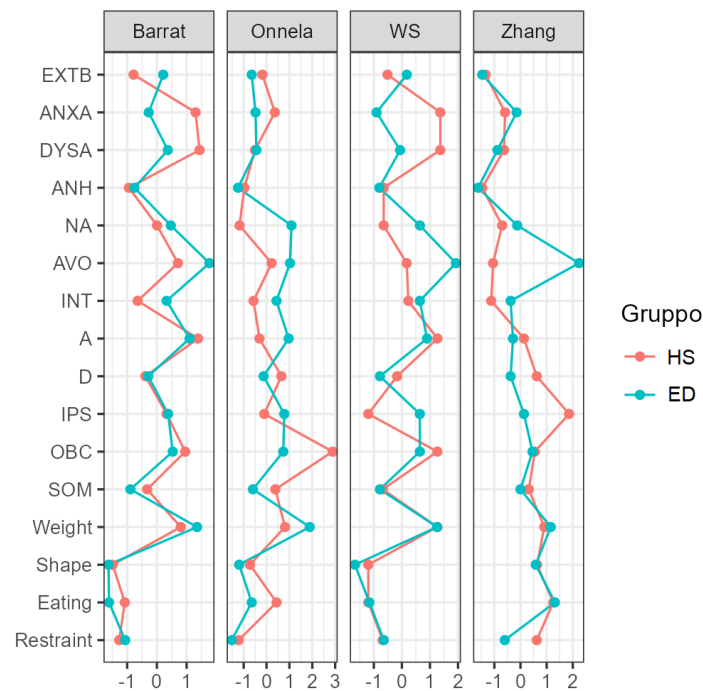 Barrat Onnela WS Zhang
EXTB
ANXA
DYSA
ANH
NA
AVO
INT
A
D
IPS
OBC
SOM
Weight
Shape
Eating
Restraint
-1 0 1 -1 0 1 2 3 -1 0 1 2 -1 0 1 2
Gruppo
HS
ED